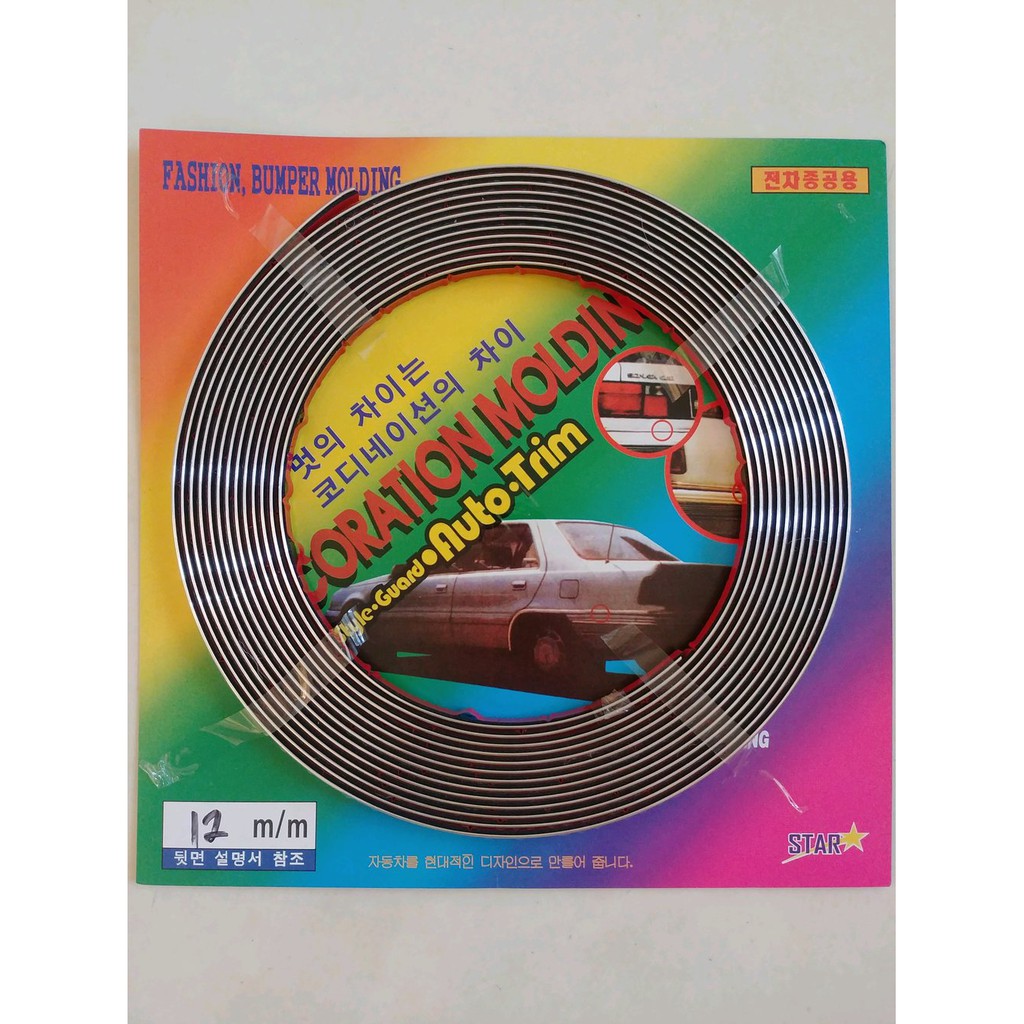 FASHION, BUMPER MOLDING
전차종공용
멋의 차이는
코디네이션의 차이
CORATION MOLDIN
Style·Guard·Auto·Trim
NG
12 m/m
뒷면 설명서 참조
자동차를 현대적인 디자인으로 만들어 줍니다.
STAR